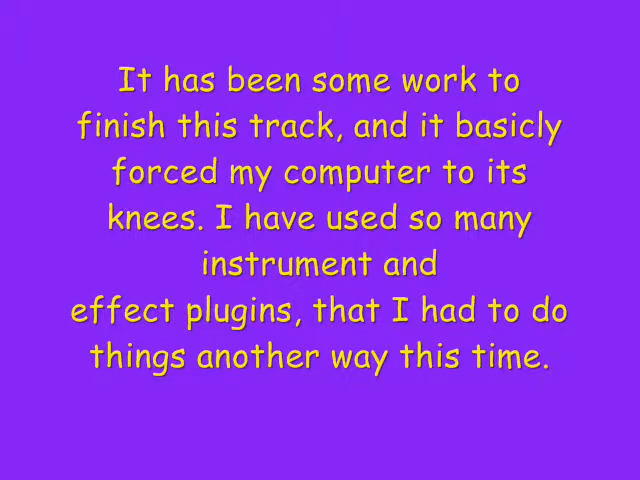 It has been some work to
finish this track, and it basicly
forced my computer to its
knees. I have used so many
instrument and
effect plugins, that I had to do
things another way this time.